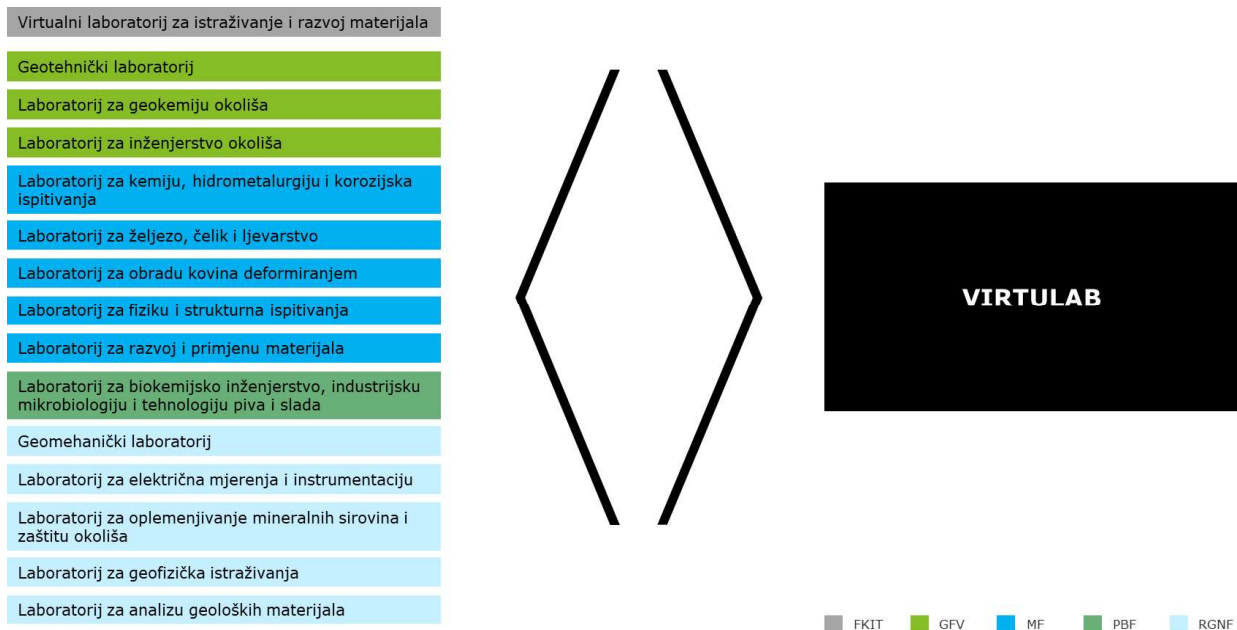 Virtualni laboratorij za istraživanje i razvoj materijala
Geotehnički laboratorij
Laboratorij za geokemiju okoliša
Laboratorij za inženjerstvo okoliša
Laboratorij za kemiju, hidrometalurgiju i korozijska
ispitivanja
Laboratorij za željezo, čelik i ljevarstvo
Laboratorij za obradu kovina deformiranjem
Laboratorij za fiziku i strukturna ispitivanja
Laboratorij za razvoj i primjenu materijala
Laboratorij za biokemijsko inženjerstvo, industrijsku
mikrobiologiju i tehnologiju piva i slada
Geomehanički laboratorij
Laboratorij za električna mjerenja i instrumentaciju
Laboratorij za oplemenjivanje mineralnih sirovina i
zaštitu okoliša
Laboratorij za geofizička istraživanja
Laboratorij za analizu geoloških materijala
VIRTULAB
FKIT GFV MF PBF RGNF